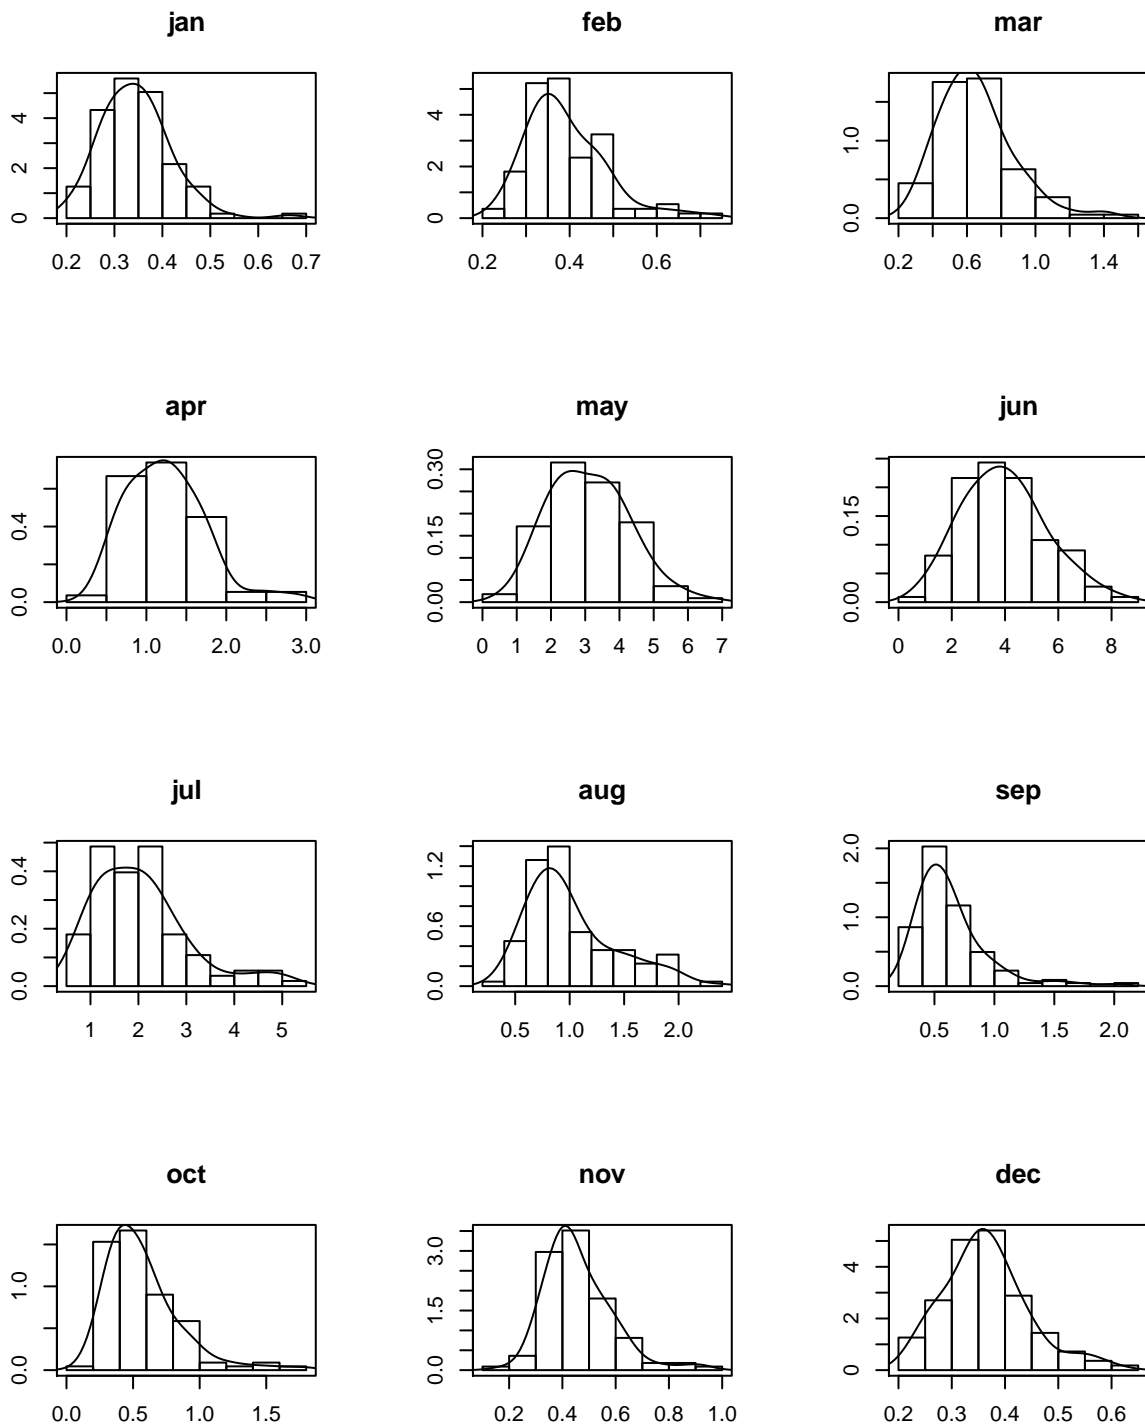 jan
feb
mar
0 2 4
0.2 0.3 0.4 0.5 0.6 0.7
0 2 4
0.2 0.4 0.6
0.0 1.0
0.2 0.6 1.0 1.4
apr
may
jun
0.0 0.4
0.0 1.0 2.0 3.0
0.00 0.15 0.30
0 1 2 3 4 5 6 7
0.00 0.15
0 2 4 6 8
jul
aug
sep
0.0 0.2 0.4
1 2 3 4 5
0.0 0.6 1.2
0.5 1.0 1.5 2.0
0.0 1.0 2.0
0.5 1.0 1.5 2.0
oct
nov
dec
0.0 1.0
0.0 0.5 1.0 1.5
0.0 1.5 3.0
0.2 0.4 0.6 0.8 1.0
0 2 4
0.2 0.3 0.4 0.5 0.6